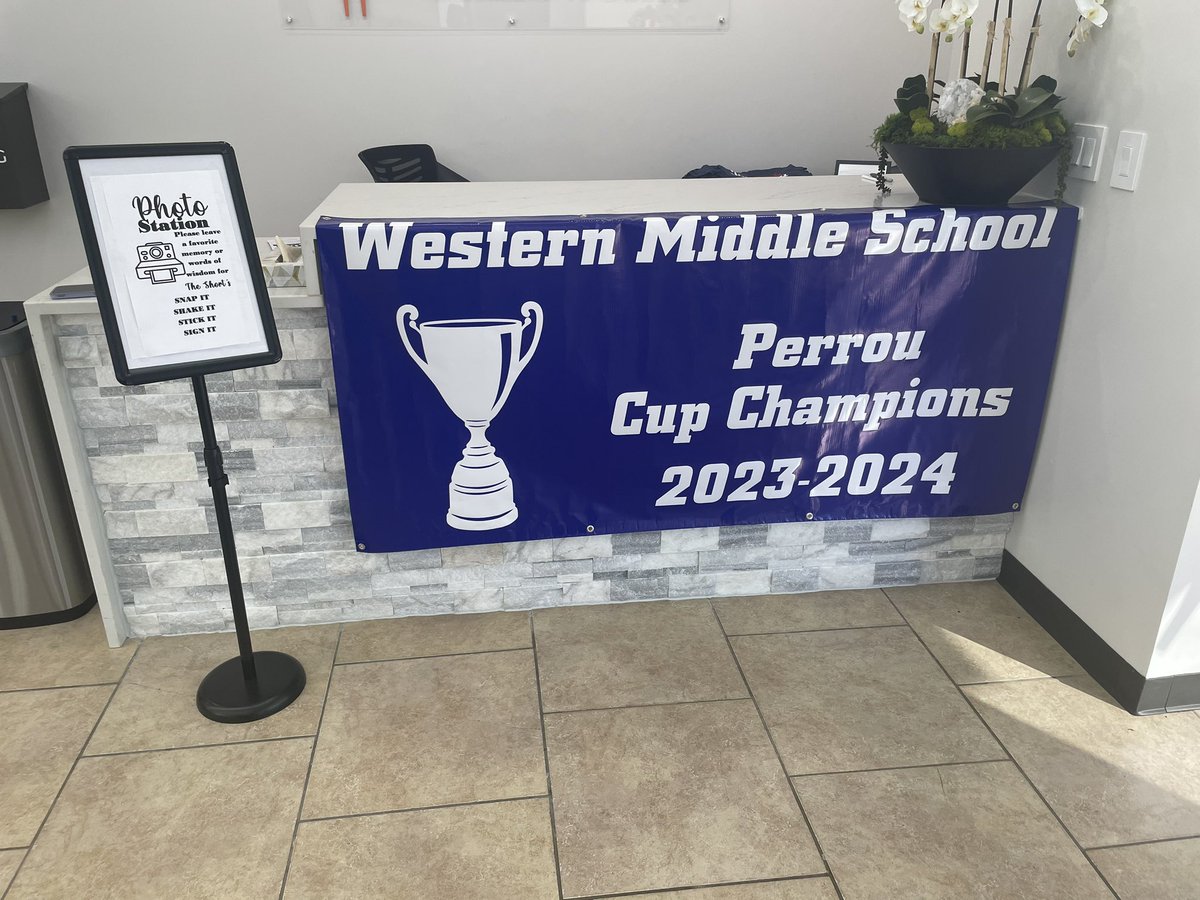 Photo
Station
Please leave
a favorite
memory or
words of
wisdom for
The Short's
SNAP IT
SHAKE IT
STICK IT
SIGN IT
Western Middle School
Perrou
Cup Champions
2023-2024
G